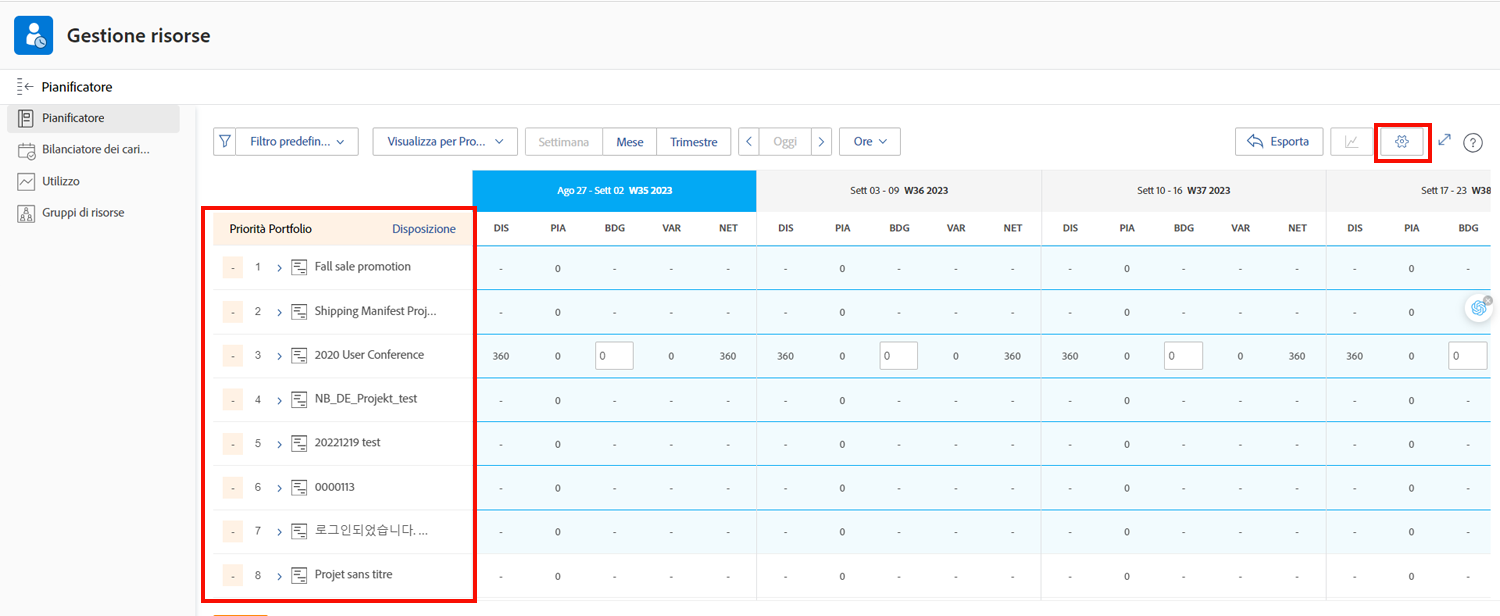 Gestione risorse
Pianificatore
Pianificatore
Bilanciatore dei cari...
Utilizzo
Gruppi di risorse
Filtro predefin... Visualizza per Pro... Settimana Mese Trimestre Oggi Ore Esporta ?
Ago 27 - Sett 02 W35 2023 Sett 03 - 09 W36 2023 Sett 10 - 16 W37 2023 Sett 17 - 23 W38
Priorità Portfolio Disposizione DIS PIA BDG VAR NET DIS PIA BDG VAR NET DIS PIA BDG VAR NET DIS PIA BDG
- 1 Fall sale promotion - 0 - - - - 0 - - - - 0 - - - - 0 -
- 2 Shipping Manifest Proj... - 0 - - - - 0 - - - - 0 - - - - 0
- 3 2020 User Conference 360 0 0 0 360 360 0 0 0 360 360 0 0 0 360 360 0 0
- 4 NB_DE_Projekt_test - 0 - - - - 0 - - - - 0 - - - - 0 -
- 5 20221219 test - 0 - - - - 0 - - - - 0 - - - - 0 -
- 6 0000113 - 0 - - - - 0 - - - - 0 - - - - 0 -
- 7 로그인되었습니다. ... - 0 - - - - 0 - - - - 0 - - - - 0 -
- 8 Projet sans titre - 0 - - - - 0 - - - - 0 - - - - 0 -